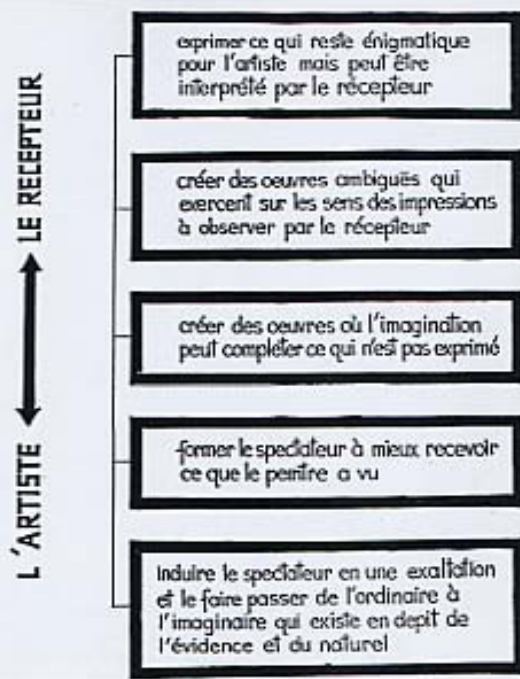 exprimer ce qui reste énigmatique
pour l'artiste mais peut être
interprété par le récepteur
créer des oeuvres ambiguës qui
exercent sur les sens des impressions
à observer par le récepteur
créer des oeuvres où l'imagination
peut compléter ce qui n'est pas exprimé
former le spectateur à mieux recevoir
ce que le peintre a vu
induire le spectateur en une exaltation
et le faire passer de l'ordinaire à
l'imaginaire qui existe en depit de
l'évidence et du naturel
L'ARTISTE ↔ LE RECEPTEUR